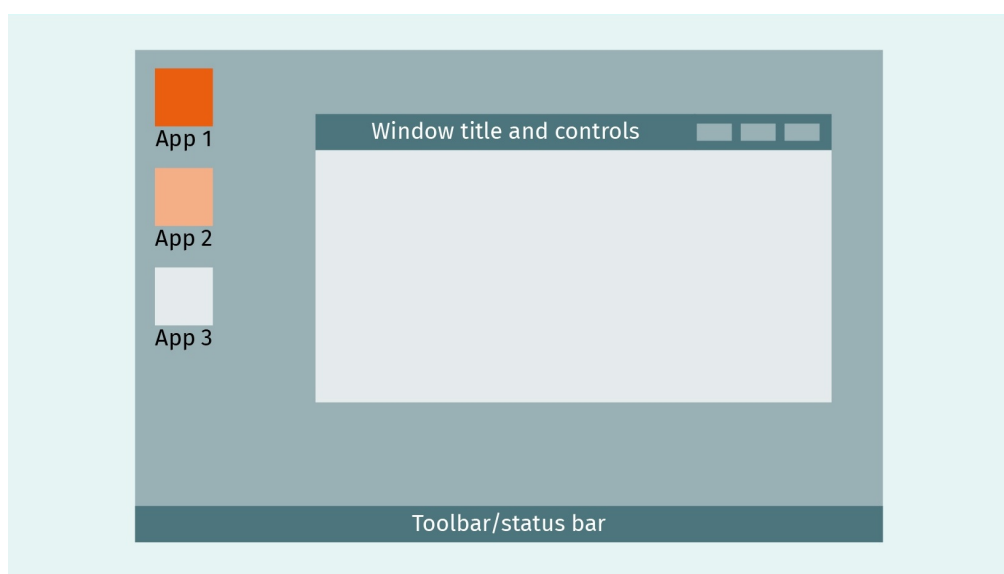 App 1
Window title and controls
App 2
App 3
Toolbar/status bar